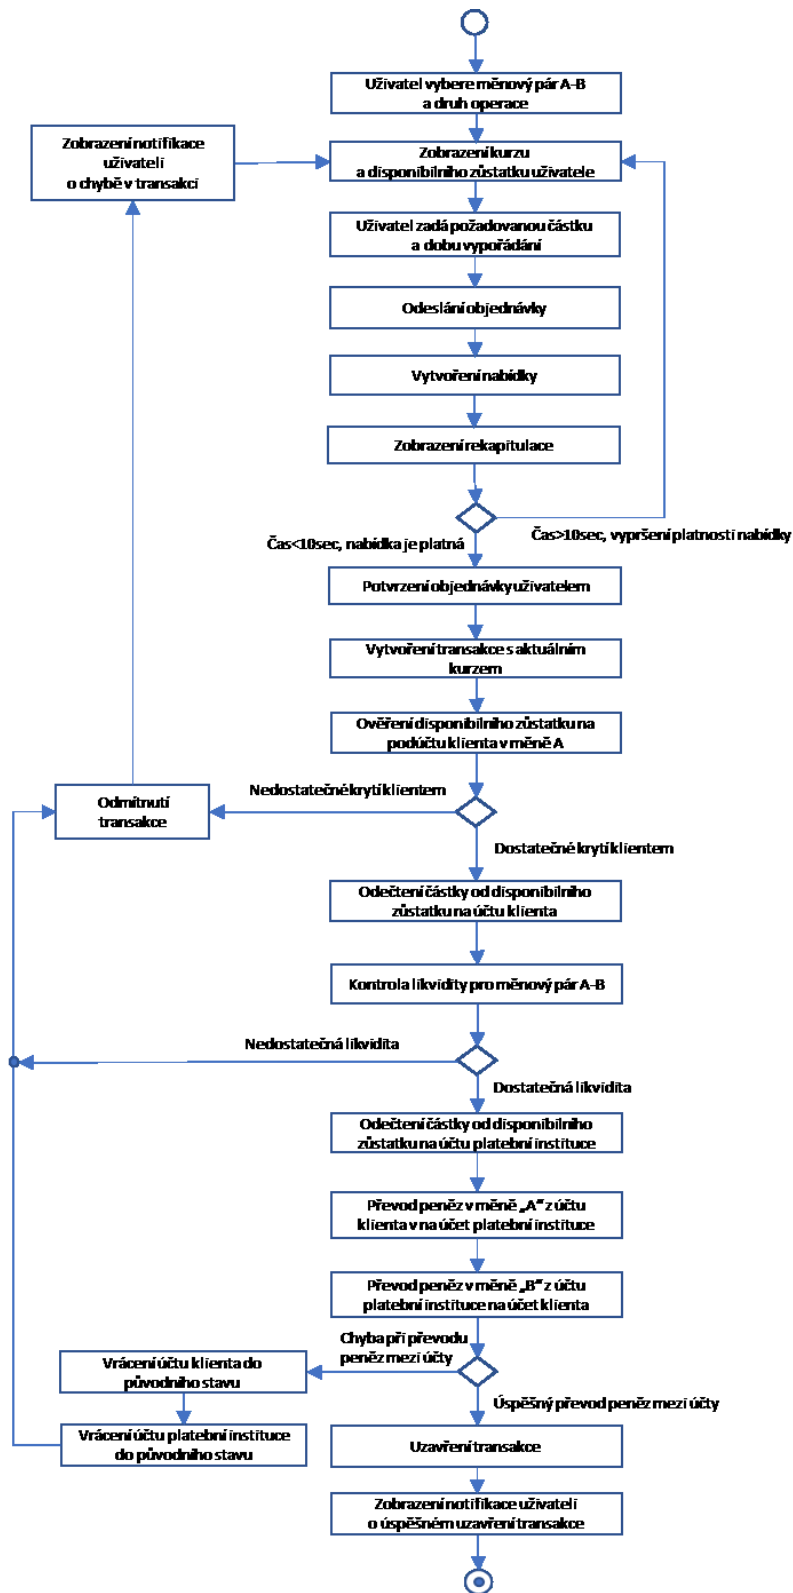 Uživatel vybere měnový pár A-B
a druh operace
Zobrazení notifikace
uživateli
o chybě v transakci
Zobrazení kurzu
a disponibilního zůstatku uživatele
Uživatel zadá požadovanou částku
a dobu vypořádání
Odeslání objednávky
Vytvoření nabídky
Zobrazení rekapitulace
Čas<10sec, nabídka je platná
Čas>10sec, vypršení platnosti nabídky
Potvrzení objednávky uživatelem
Vytvoření transakce s aktuálním
kurzem
Ověření disponibilního zůstatku na
podúčtu klienta v měně A
Nedostatečné krytí klientem
Odmítnutí
transakce
Dostatečné krytí klientem
Odečtení částky od disponibilního
zůstatku na účtu klienta
Kontrola likvidity pro měnový pár A-B
Nedostatečná likvidita
Dostatečná likvidita
Odečtení částky od disponibilního
zůstatku na účtu platební instituce
Převod peněz v měně „A“ z účtu
klienta v na účet platební instituce
Převod peněz v měně „B“ z účtu
platební instituce na účet klienta
Chyba při převodu
peněz mezi účty
Vrácení účtu klienta do
původního stavu
Úspěšný převod peněz mezi účty
Vrácení účtu platební instituce
do původního stavu
Uzavření transakce
Zobrazení notifikace uživateli
o úspěšném uzavření transakce